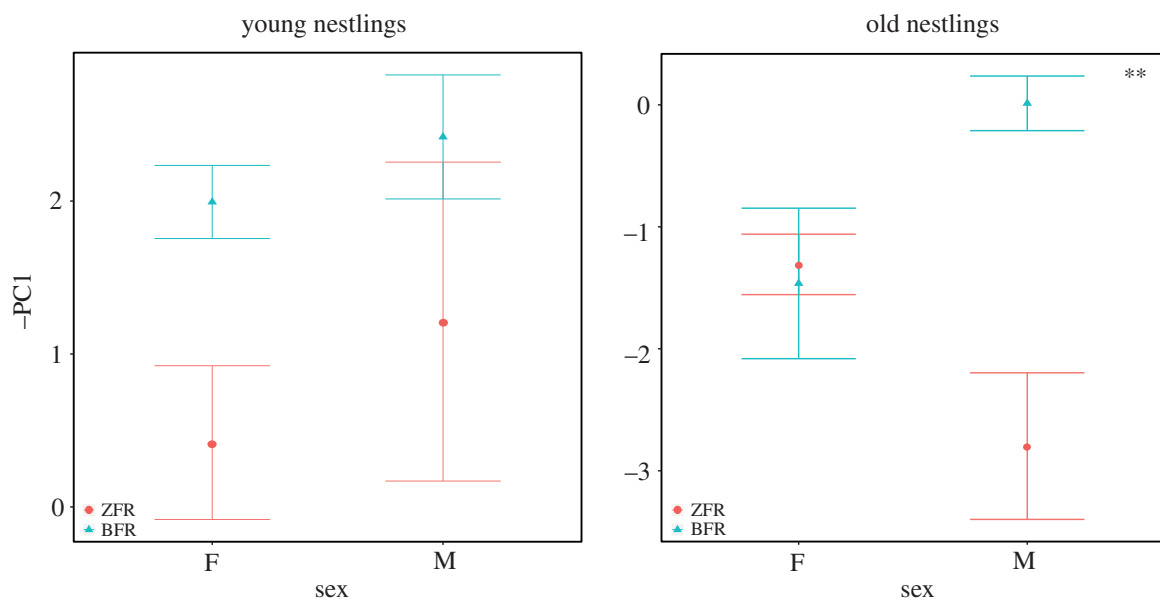 young nestlings
old nestlings
–PC1
2
1
0
ZFR
BFR
F
M
sex
**
0
–1
–2
–3
ZFR
BFR
F
M
sex